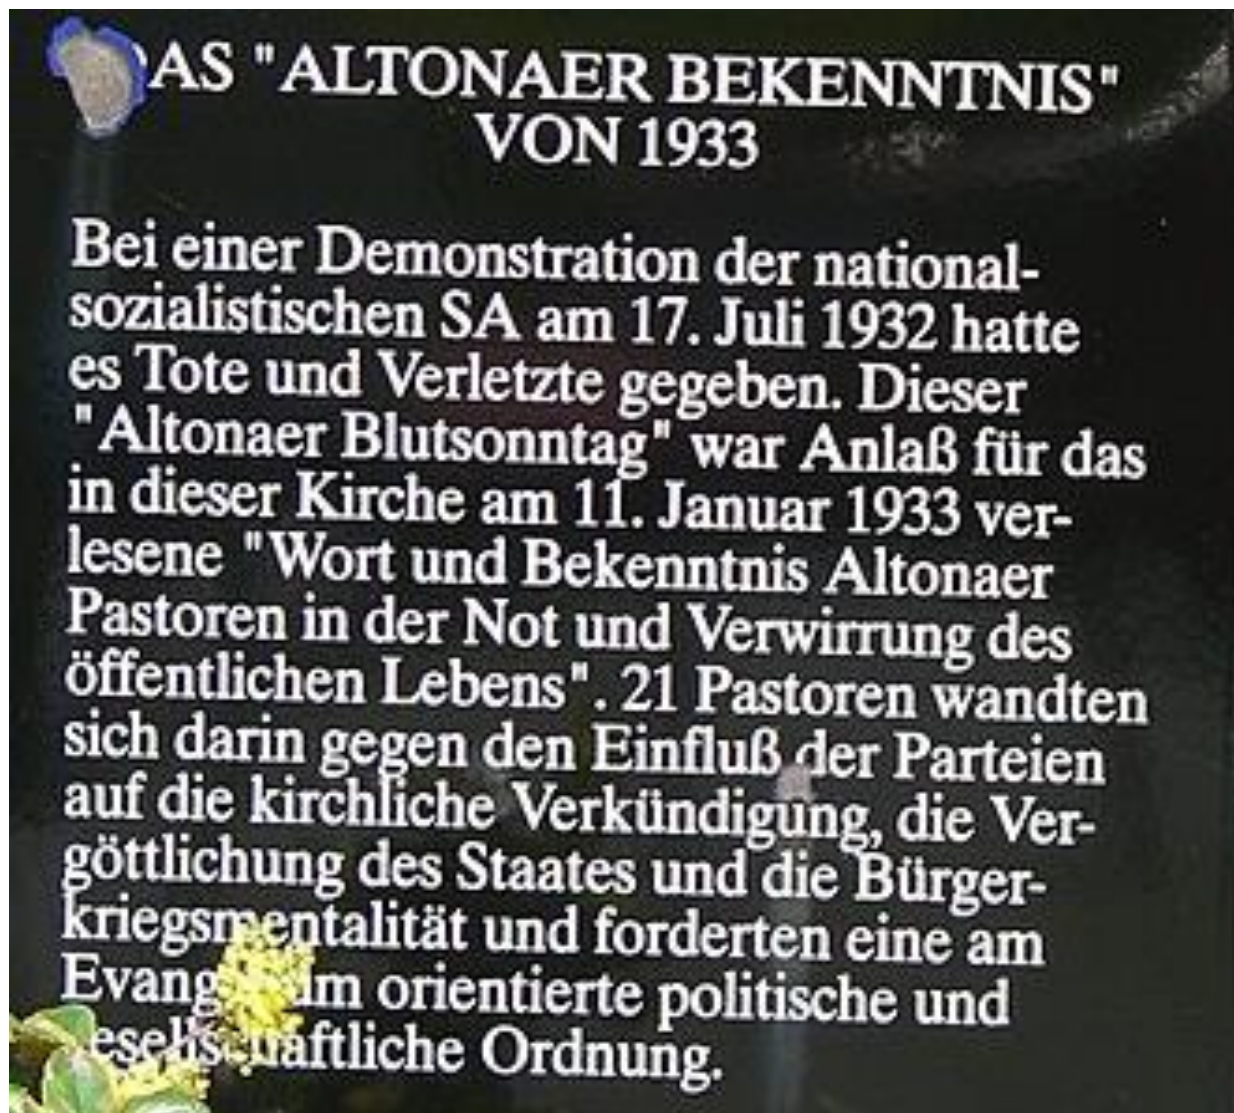 DAS "ALTONAER BEKENNTNIS"
VON 1933
Bei einer Demonstration der national-
sozialistischen SA am 17. Juli 1932 hatte
es Tote und Verletzte gegeben. Dieser
"Altonaer Blutsonntag" war Anlaß für das
in dieser Kirche am 11. Januar 1933 ver-
lesene "Wort und Bekenntnis Altonaer
Pastoren in der Not und Verwirrung des
öffentlichen Lebens". 21 Pastoren wandten
sich darin gegen den Einfluß der Parteien
auf die kirchliche Verkündigung, die Ver-
göttlichung des Staates und die Bürger-
kriegsmentalität und forderten eine am
Evangelium orientierte politische und
gesellschaftliche Ordnung.